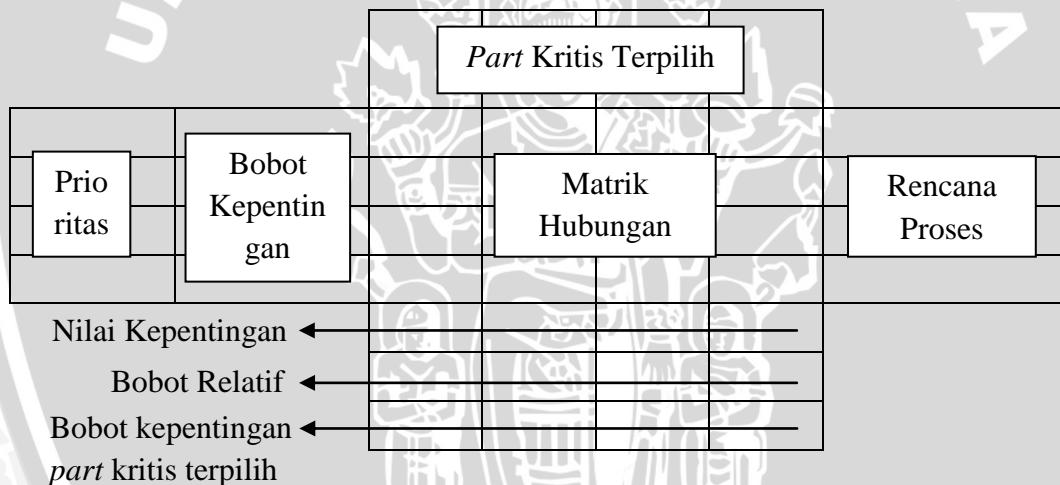 Part Kritis Terpilih
Prio
ritas
Bobot
Kepentin
gan
Matrik
Hubungan
Rencana
Proses
Nilai Kepentingan
Bobot Relatif
Bobot kepentingan
part kritis terpilih